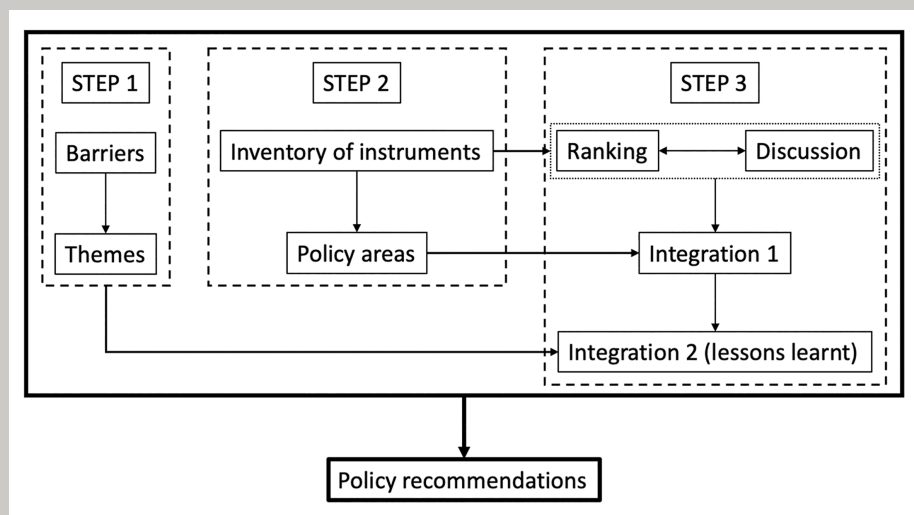 STEP 1
STEP 2
STEP 3
Barriers
Inventory of instruments
Ranking
Discussion
Themes
Policy areas
Integration 1
Integration 2 (lessons learnt)
Policy recommendations